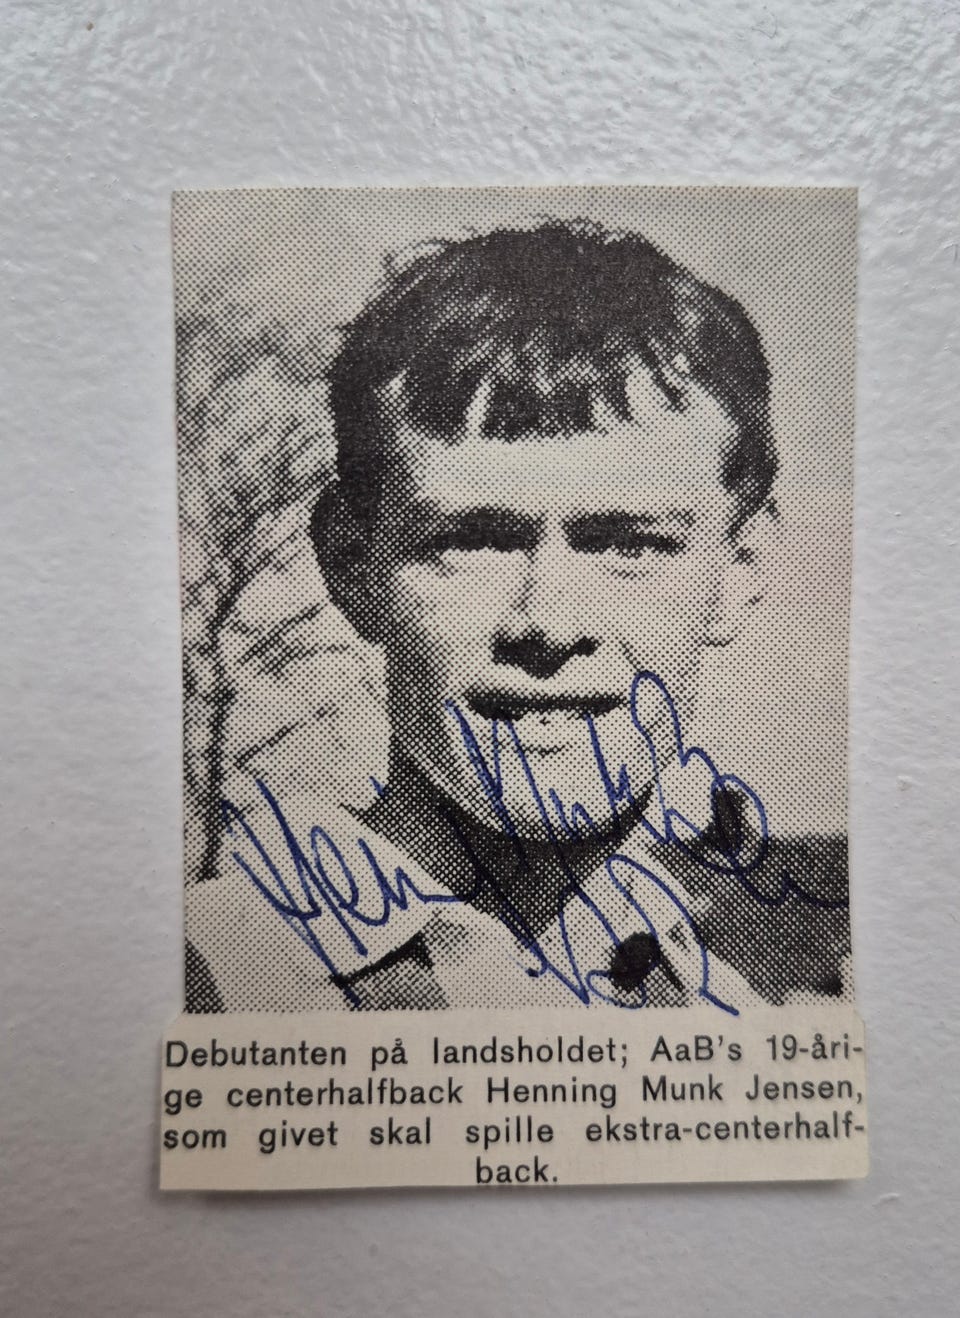 Debutanten på landsholdet; AaB's 19-åri-
ge centerhalfback Henning Munk Jensen,
som givet skal spille ekstra-centerhalf-
back.